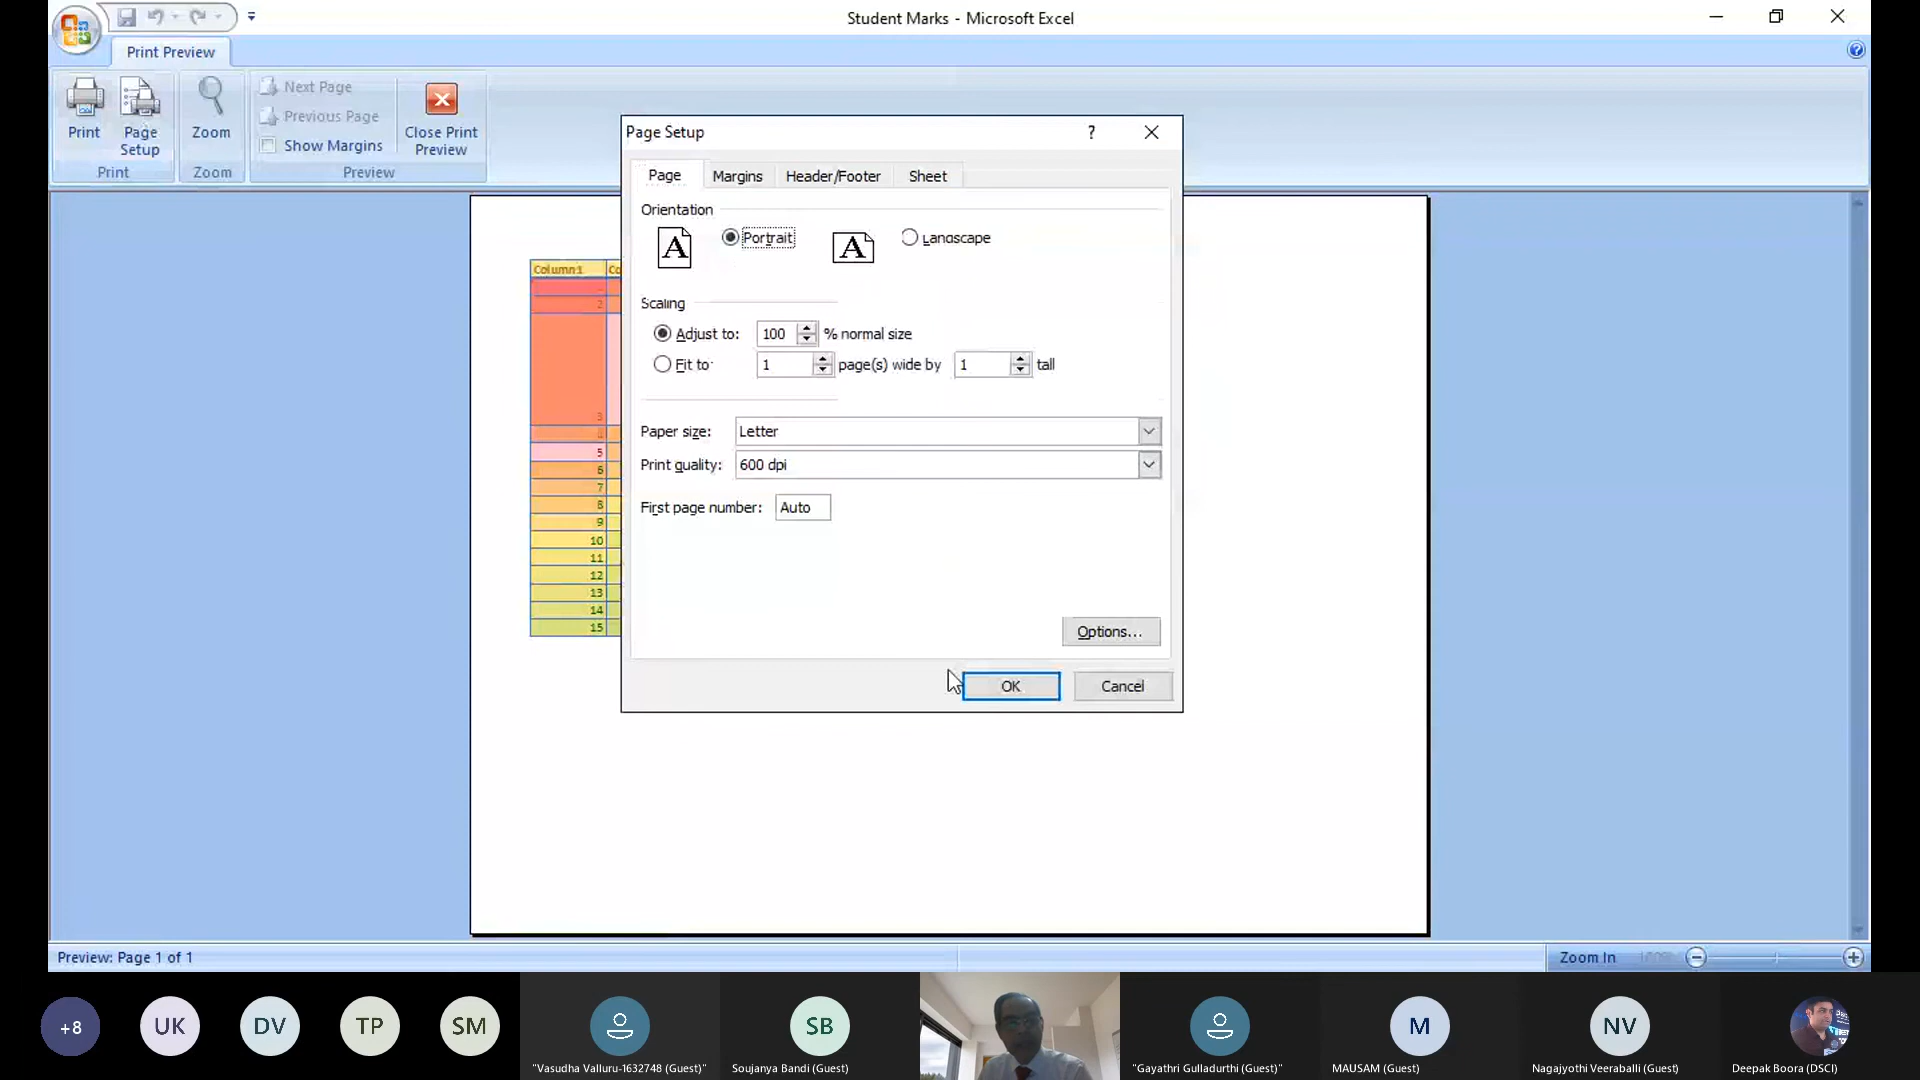 Student Marks - Microsoft Excel
Print Preview
Print
Page Setup
Zoom
Next Page
Previous Page
Show Margins
Close Print Preview
Print
Zoom
Preview
Page Setup
?
Page
Margins
Header/Footer
Sheet
Orientation
A
Portrait
A
Landscape
Scaling
Adjust to:
100
% normal size
Fit to:
1
page(s) wide by
1
tall
Paper size:
Letter
Print quality:
600 dpi
First page number:
Auto
Options...
OK
Cancel
Column1
Co
2
3
5
6
7
8
9
10
11
12
13
14
15
Preview: Page 1 of 1
Zoom In
+8
UK
DV
TP
SM
"Vasudha Valluru-1632748 (Guest)"
SB
Soujanya Bandi (Guest)
"Gayathri Gulladurthi (Guest)"
M
MAUSAM (Guest)
NV
Nagajyothi Veeraballi (Guest)
Deepak Boora (DSCI)